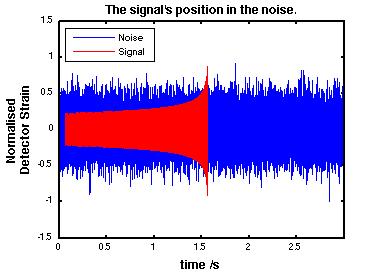 The signal's position in the noise.
1.5
Noise
Signal
1
0.5
0
-0.5
-1
-1.5
Normalised
Detector Strain
0 0.5 1 1.5 2 2.5
time /s